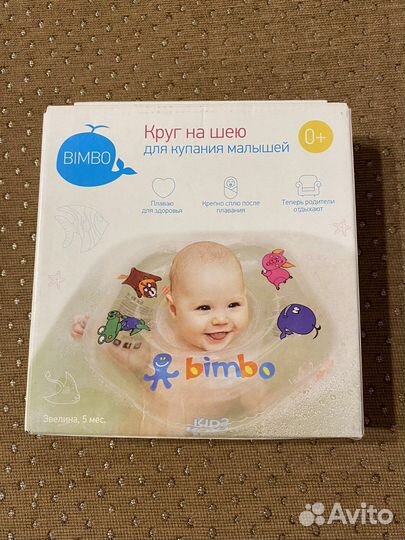 BIMBO
Круг на шею
для купания малышей
0+
Плаваю
для здоровья
Крепко сплю после
плавания
Теперь родители
отдыхают
bimbo
KIDS
Эвелина, 5 мес.
Avito